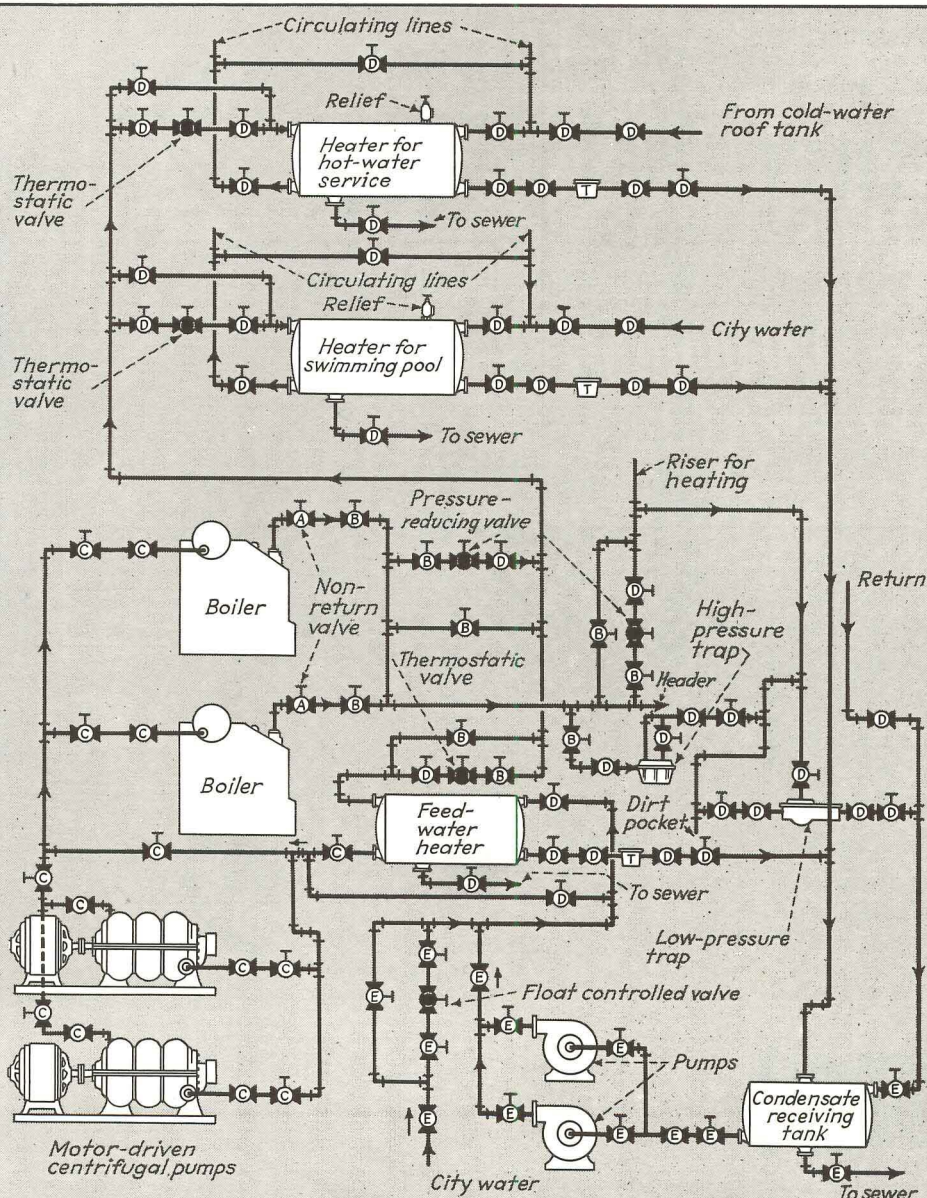 Circulating lines
D
D
Relief
From cold-water
roof tank
D D
D D D
Heater for
hot-water
service
Thermo-
static
valve
D
D D T D D
D
To sewer
D
Circulating lines
D
Relief
D D
D D D
City water
Heater for
swimming pool
Thermo-
static
valve
D
D D T D D
D
To sewer
Riser for
heating
Pressure-
reducing valve
A B
C C
B D
Non-
return
valve
Boiler
D
High-
pressure
trap
Return
B
B
B
Thermostatic
valve
Header
A B
D D
D
C C
B
B
D
D
Boiler
D B
D
D
Feed-
water
heater
D
Dirt
pocket
D D
D D
C
C
D D T D D
D
To sewer
D
C
C
Low-pressure
trap
E
E
C C
E
Float controlled valve
E
E
E
C
C
Pumps
C C
E
E
E
E E
E
Condensate
receiving
tank
Motor-driven
centrifugal pumps
City water
E
To sewer